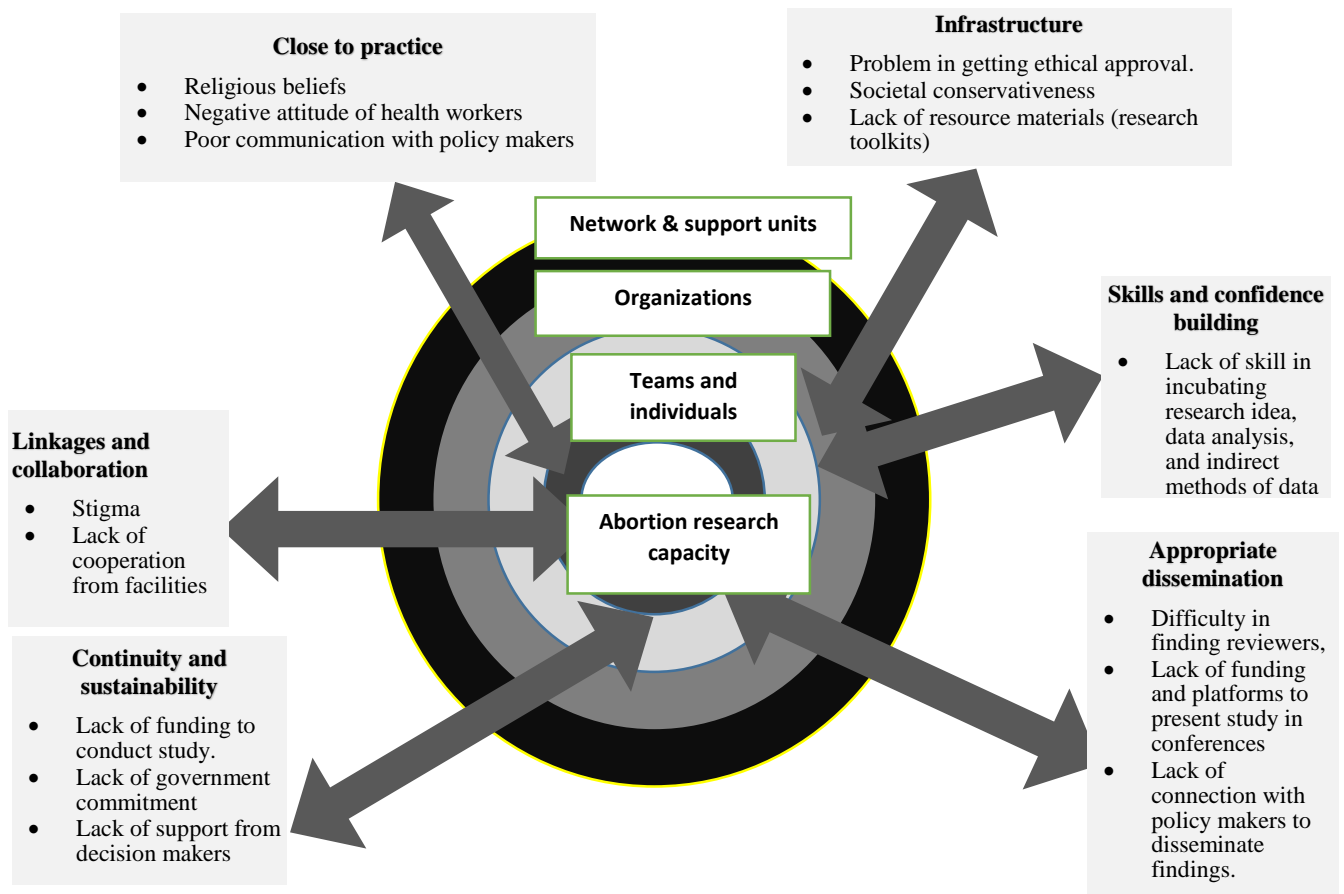 Close to practice
• Religious beliefs
• Negative attitude of health workers
• Poor communication with policy makers
Infrastructure
• Problem in getting ethical approval.
• Societal conservativeness
• Lack of resource materials (research
toolkits)
Network & support units
Organizations
Teams and
individuals
Abortion research
capacity
Skills and confidence
building
• Lack of skill in
incubating
research idea,
data analysis,
and indirect
methods of data
Linkages and
collaboration
• Stigma
• Lack of
cooperation
from facilities
Appropriate
dissemination
• Difficulty in
finding reviewers,
• Lack of funding
and platforms to
present study in
conferences
• Lack of
connection with
policy makers to
disseminate
findings.
Continuity and
sustainability
• Lack of funding to
conduct study.
• Lack of government
commitment
• Lack of support from
decision makers